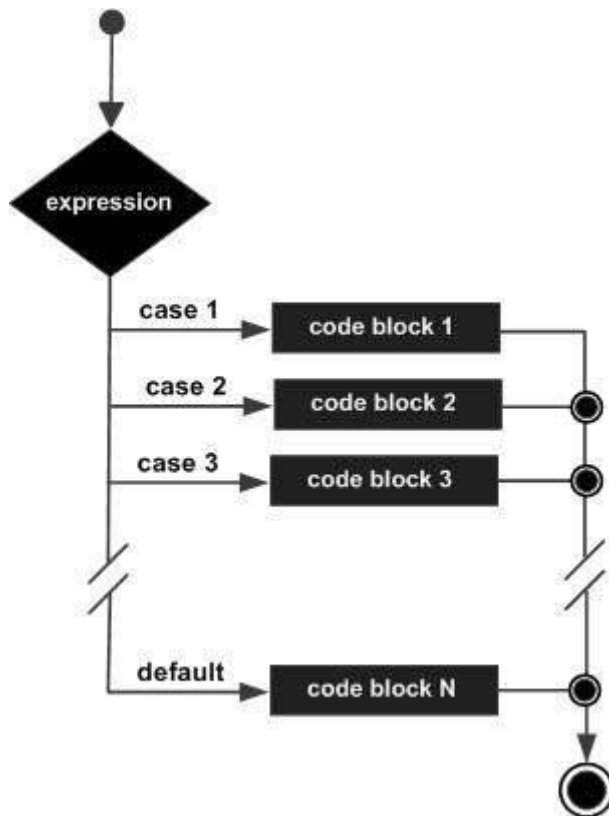 expression
case 1
code block 1
case 2
code block 2
case 3
code block 3
default
code block N